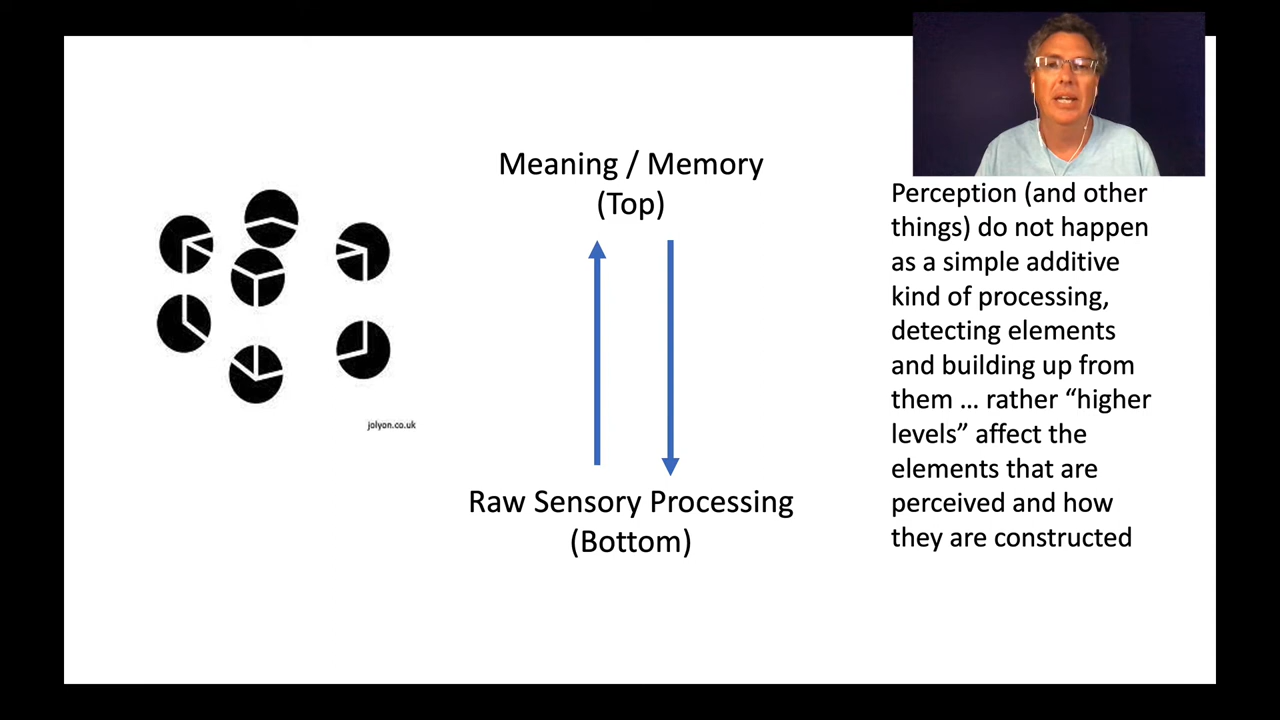 Meaning / Memory
(Top)
Raw Sensory Processing
(Bottom)
jolyon.co.uk
Perception (and other
things) do not happen
as a simple additive
kind of processing,
detecting elements
and building up from
them … rather “higher
levels” affect the
elements that are
perceived and how
they are constructed